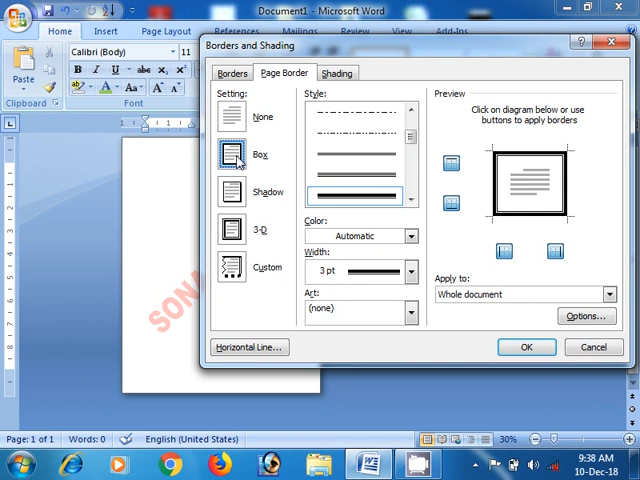 Document1 - Microsoft Word
Home
Insert
Page Layout
References
Mailings
Review
View
Add-Ins
Paste
Clipboard
Calibri (Body)
11
B I U abc x₂ x²
Font
Borders and Shading
Borders
Page Border
Shading
Setting:
None
Box
Shadow
3-D
Custom
Style:
Color:
Automatic
Width:
3 pt
Art:
(none)
Preview
Click on diagram below or use
buttons to apply borders
Apply to:
Whole document
Options...
Horizontal Line...
OK
Cancel
SONA
Page: 1 of 1
Words: 0
English (United States)
30%
9:38 AM
10-Dec-18